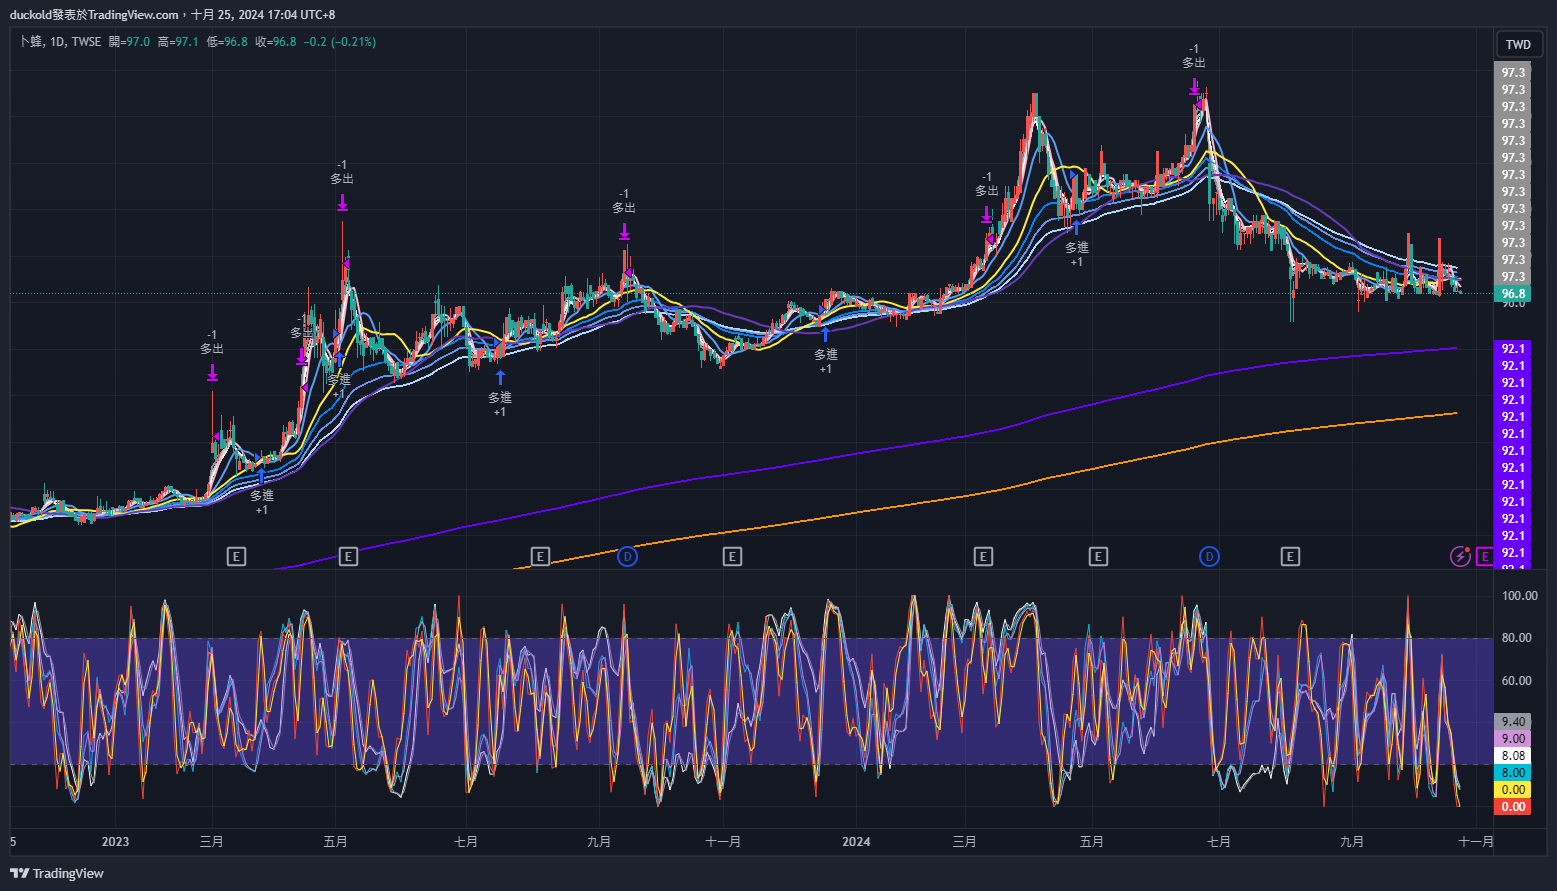 duckold發表於TradingView.com，十月 25, 2024 17:04 UTC+8
卜蜂, 1D, TWSE 開=97.0 高=97.1 低=96.8 收=96.8 −0.2 (−0.21%)
TWD
-1
多出
-1
多出
-1
多出
-1
多出
-1
多出
-1
多出
多進
+1
多進
+1
多進
+1
多進
+1
多進
+1
97.3
97.3
97.3
97.3
97.3
97.3
97.3
97.3
97.3
97.3
97.3
97.3
97.3
96.8
92.1
92.1
92.1
92.1
92.1
92.1
92.1
92.1
92.1
92.1
92.1
92.1
92.1
E
E
E
D
E
E
E
D
E
E
100.00
80.00
60.00
9.40
9.00
8.08
8.00
0.00
0.00
5 2023 三月 五月 七月 九月 十一月 2024 三月 五月 七月 九月 十一月
TradingView